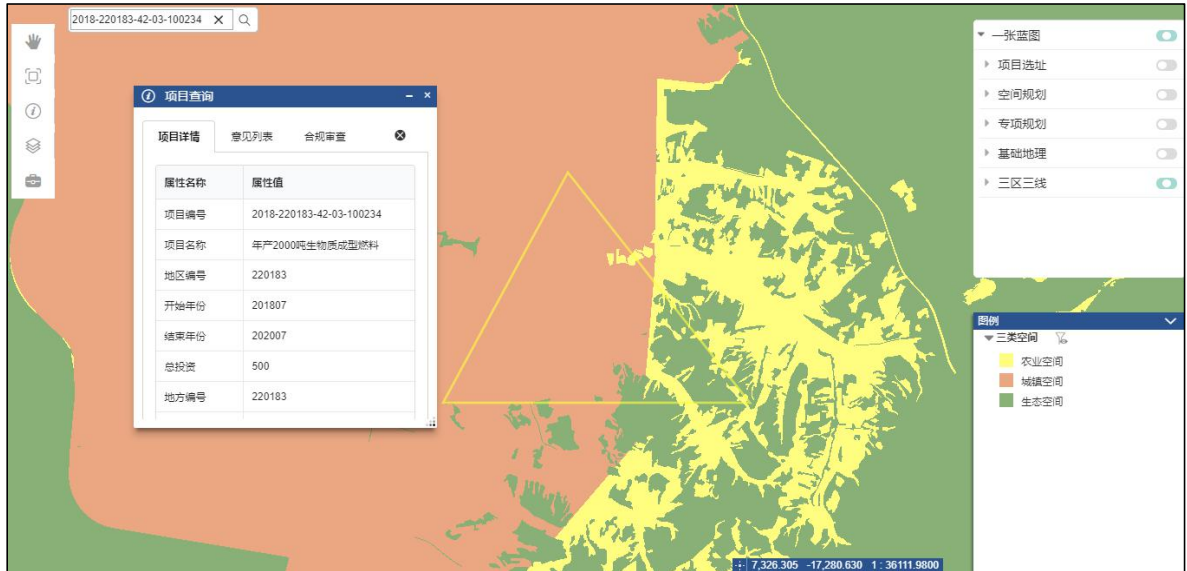 2018-220183-42-03-100234
项目查询
项目详情 意见列表 合规审查
属性名称 属性值
项目编号 2018-220183-42-03-100234
项目名称 年产2000吨生物质成型燃料
地区编号 220183
开始年份 201807
结束年份 202007
总投资 500
地方编号 220183
一张蓝图
项目选址
空间规划
专项规划
基础地理
三区三线
图例
三类空间
农业空间
城镇空间
生态空间
7,326.305 -17,280.630 1 : 36111.9800